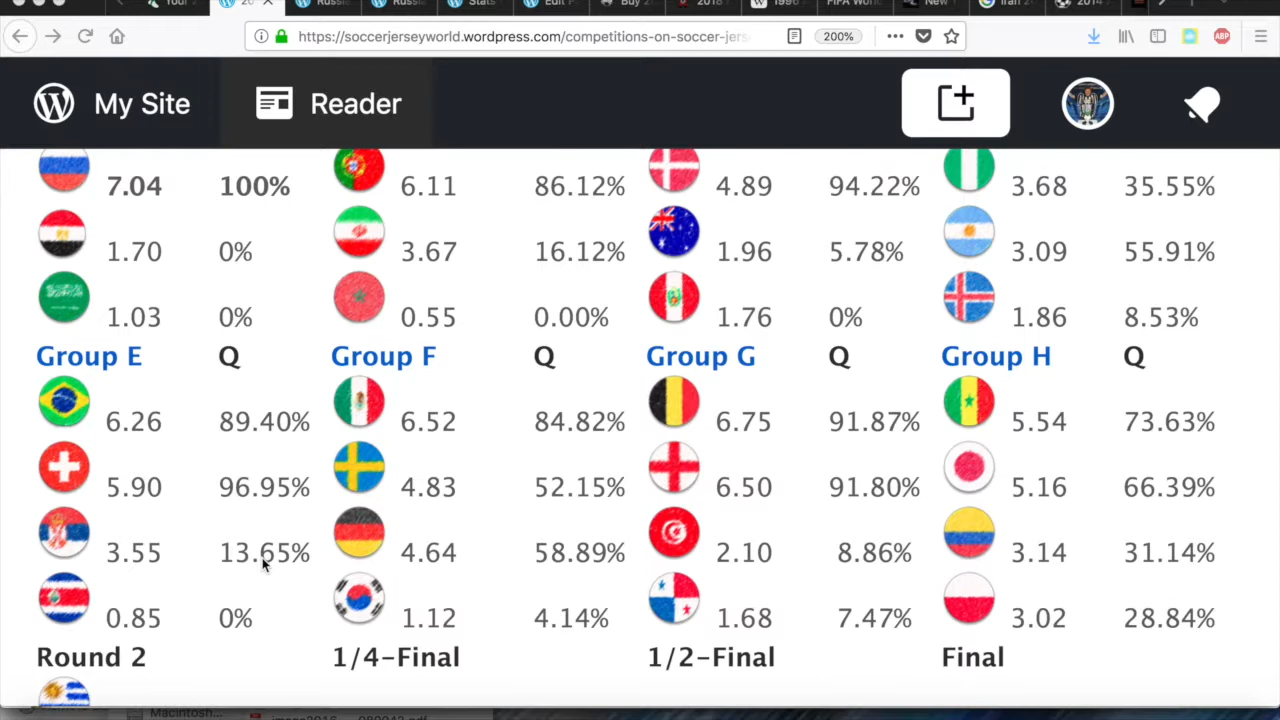 https://soccerjerseyworld.wordpress.com/competitions-on-soccer-jers 200%
My Site Reader
7.04 100% 6.11 86.12% 4.89 94.22% 3.68 35.55%
1.70 0% 3.67 16.12% 1.96 5.78% 3.09 55.91%
1.03 0% 0.55 0.00% 1.76 0% 1.86 8.53%
Group E Q Group F Q Group G Q Group H Q
6.26 89.40% 6.52 84.82% 6.75 91.87% 5.54 73.63%
5.90 96.95% 4.83 52.15% 6.50 91.80% 5.16 66.39%
3.55 13.65% 4.64 58.89% 2.10 8.86% 3.14 31.14%
0.85 0% 1.12 4.14% 1.68 7.47% 3.02 28.84%
Round 2 1/4-Final 1/2-Final Final